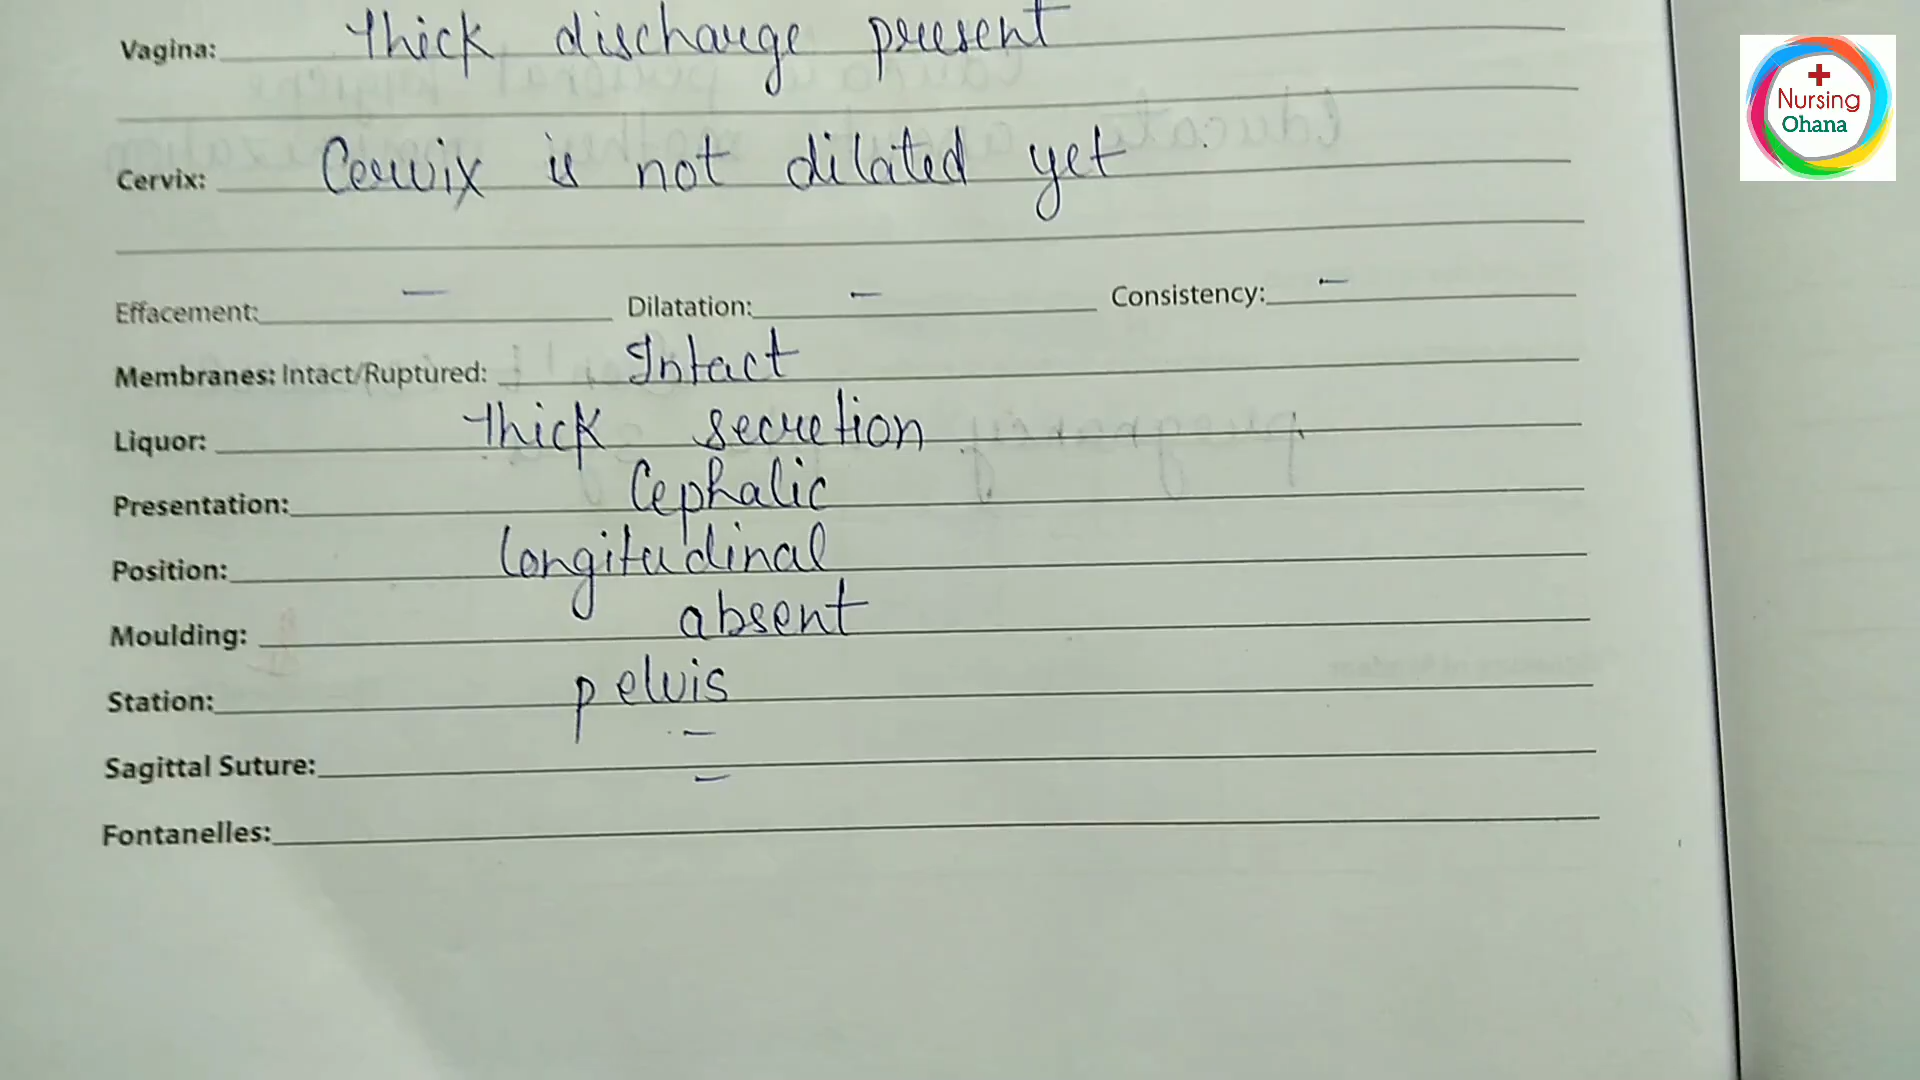 Vagina: Thick discharge present
Cervix: Cervix is not dilated yet
Effacement: — Dilatation: — Consistency: —
Membranes: Intact/Ruptured: Intact
Liquor: Thick secretion
Presentation: Cephalic
Position: longitudinal
Moulding: absent
Station: pelvis
Sagittal Suture: —
Fontanelles: —
Nursing
Ohana